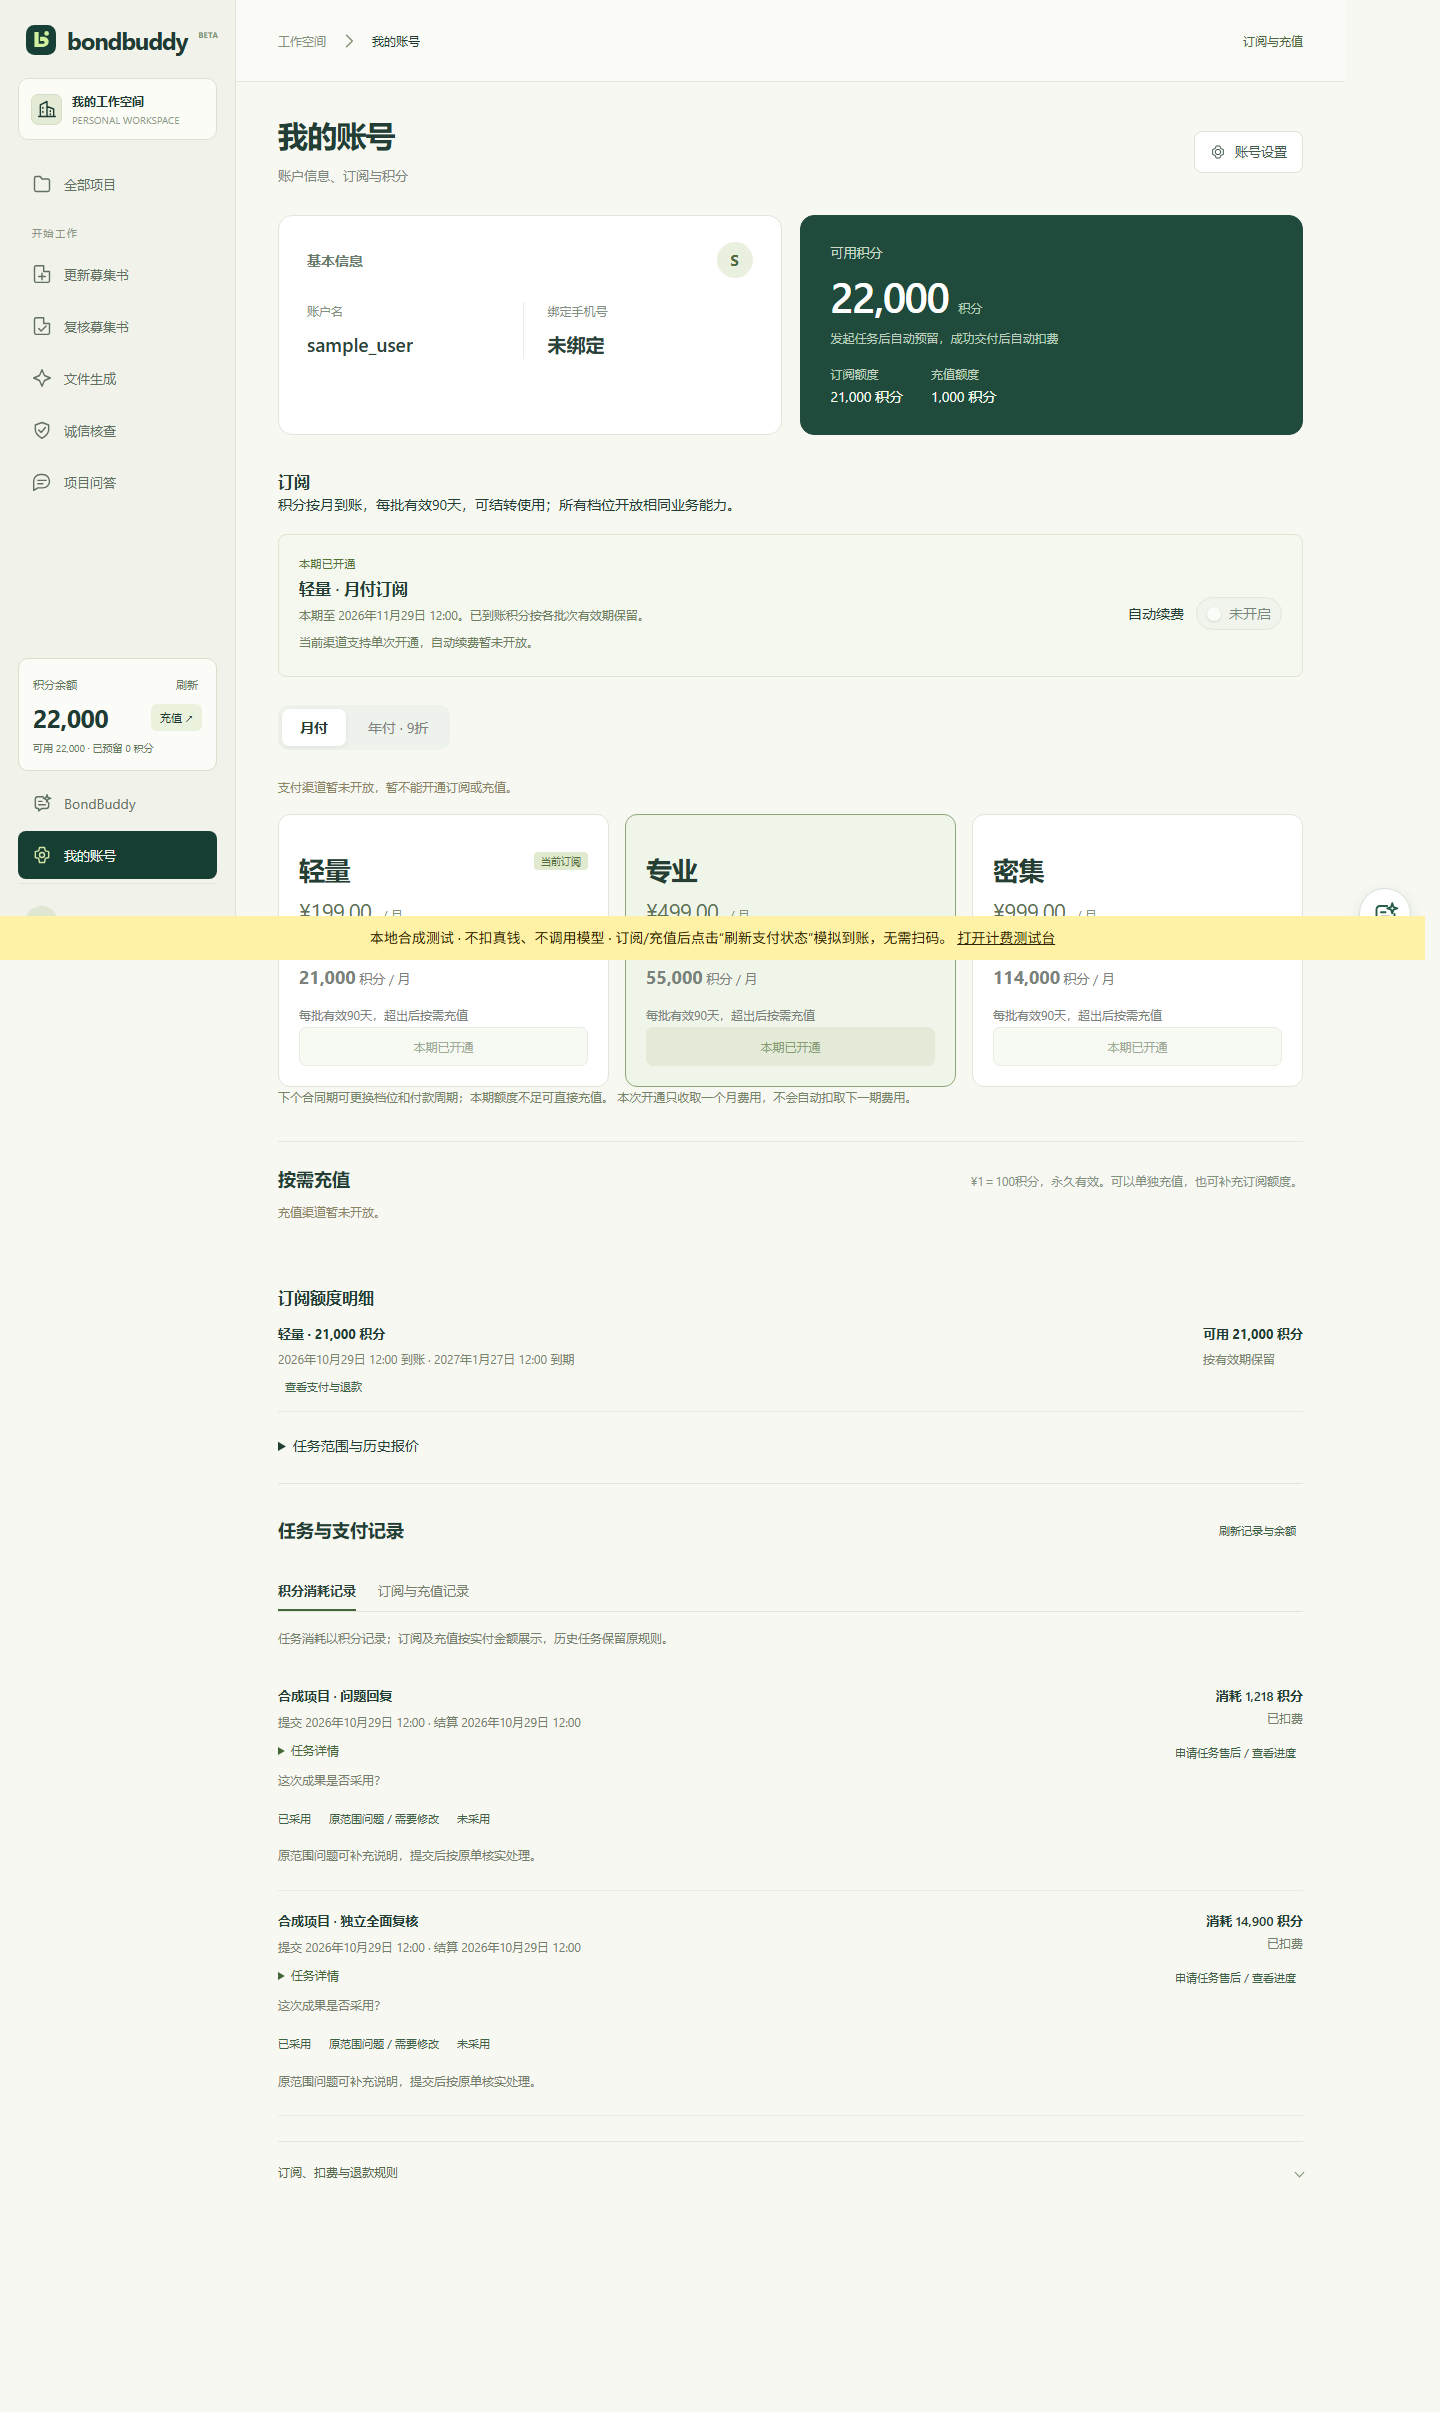 bondbuddy BETA
我的工作空间
PERSONAL WORKSPACE
全部项目
开始工作
更新募集书
复核募集书
文件生成
诚信核查
项目问答
积分余额 刷新
22,000 充值↗
可用 22,000 · 已预留 0 积分
BondBuddy
我的账号
工作空间 我的账号 订阅与充值
我的账号
账户信息、订阅与积分
账号设置
基本信息 S
账户名 绑定手机号
sample_user 未绑定
可用积分
22,000 积分
发起任务后自动预留，成功交付后自动扣费
订阅额度 充值额度
21,000 积分 1,000 积分
订阅
积分按月到账，每批有效90天，可结转使用；所有档位开放相同业务能力。
本期已开通
轻量 · 月付订阅
本期至 2026年11月29日 12:00。已到账积分按各批次有效期保留。
当前渠道支持单次开通，自动续费暂未开放。
自动续费 未开启
月付 年付 · 9折
支付渠道暂未开放，暂不能开通订阅或充值。
轻量 当前订阅 专业 密集
¥199.00 / 月 ¥499.00 / 月 ¥999.00 / 月
本地合成测试 · 不扣真钱、不调用模型 · 订阅/充值后点击“刷新支付状态”模拟到账，无需扫码。 打开计费测试台
21,000 积分 / 月 55,000 积分 / 月 114,000 积分 / 月
每批有效90天，超出后按需充值 每批有效90天，超出后按需充值 每批有效90天，超出后按需充值
本期已开通 本期已开通 本期已开通
下个合同期可更换档位和付款周期；本期额度不足可直接充值。 本次开通只收取一个月费用，不会自动扣取下一期费用。
按需充值 ¥1 = 100积分，永久有效。可以单独充值，也可补充订阅额度。
充值渠道暂未开放。
订阅额度明细
轻量 · 21,000 积分 可用 21,000 积分
2026年10月29日 12:00 到账 · 2027年1月27日 12:00 到期 按有效期保留
查看支付与退款
▶ 任务范围与历史报价
任务与支付记录 刷新记录与余额
积分消耗记录 订阅与充值记录
任务消耗以积分记录；订阅及充值按实付金额展示，历史任务保留原规则。
合成项目 · 问题回复 消耗 1,218 积分
提交 2026年10月29日 12:00 · 结算 2026年10月29日 12:00 已扣费
▶ 任务详情 申请任务售后 / 查看进度
这次成果是否采用？
已采用 原范围问题 / 需要修改 未采用
原范围问题可补充说明，提交后按原单核实处理。
合成项目 · 独立全面复核 消耗 14,900 积分
提交 2026年10月29日 12:00 · 结算 2026年10月29日 12:00 已扣费
▶ 任务详情 申请任务售后 / 查看进度
这次成果是否采用？
已采用 原范围问题 / 需要修改 未采用
原范围问题可补充说明，提交后按原单核实处理。
订阅、扣费与退款规则